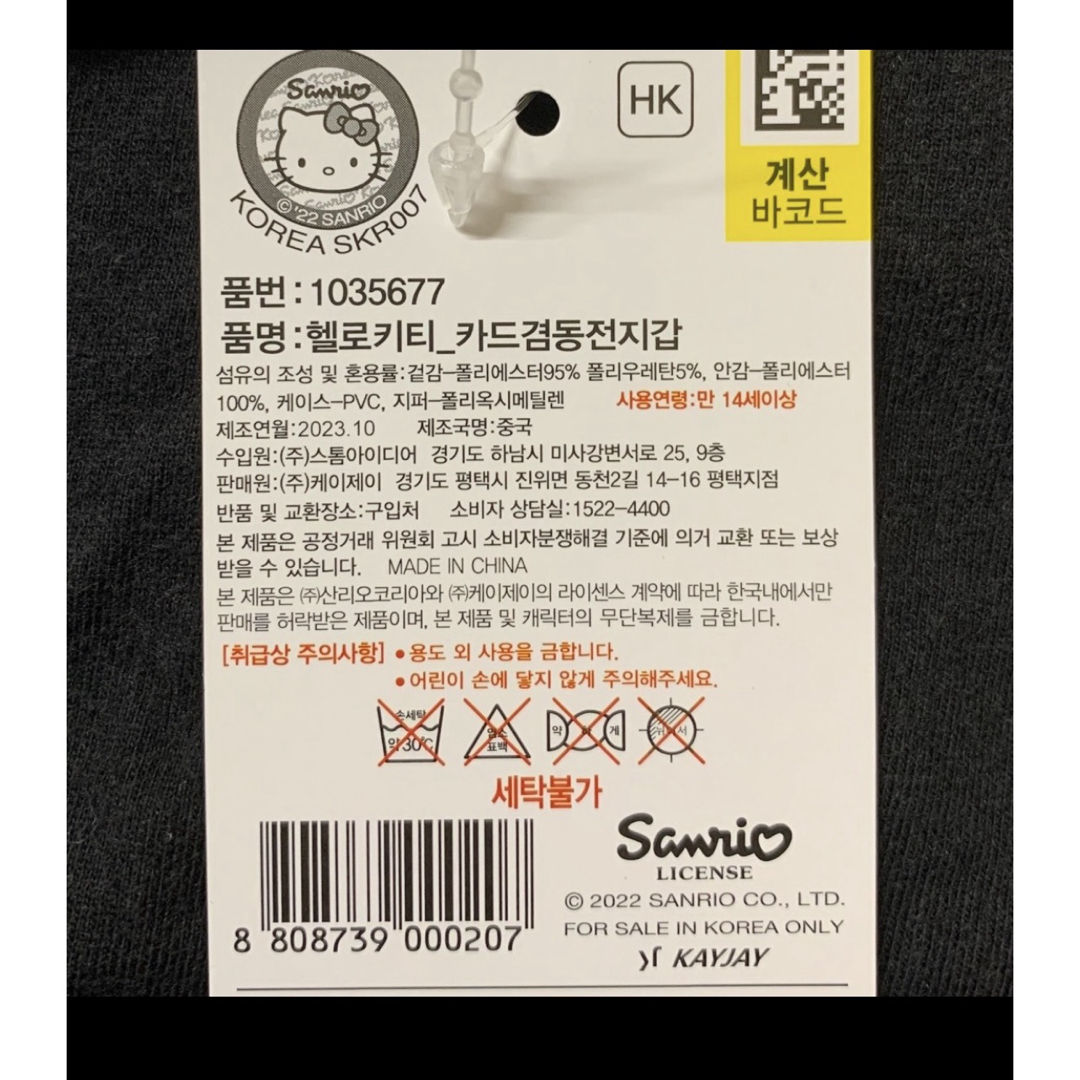 Sanrio
© '22 SANRIO
KOREA SKR007
HK
계산
바코드
품번 : 1035677
품명 : 헬로키티_카드겸동전지갑
섬유의 조성 및 혼용률:겉감-폴리에스터95% 폴리우레탄5%, 안감-폴리에스터
100%, 케이스-PVC, 지퍼-폴리옥시메틸렌 사용연령:만 14세이상
제조연월:2023.10 제조국명:중국
수입원:(주)스톰아이디어 경기도 하남시 미사강변서로 25, 9층
판매원:(주)케이제이 경기도 평택시 진위면 동천2길 14-16 평택지점
반품 및 교환장소:구입처 소비자 상담실:1522-4400
본 제품은 공정거래 위원회 고시 소비자분쟁해결 기준에 의거 교환 또는 보상
받을 수 있습니다. MADE IN CHINA
본 제품은 ㈜산리오코리아와 ㈜케이제이의 라이센스 계약에 따라 한국내에서만
판매를 허락받은 제품이며, 본 제품 및 캐릭터의 무단복제를 금합니다.
[취급상 주의사항] • 용도 외 사용을 금합니다.
• 어린이 손에 닿지 않게 주의해주세요.
손세탁
약 30℃
염소
표백
약 하 게
세탁불가
8 808739 000207
Sanrio
LICENSE
© 2022 SANRIO CO., LTD.
FOR SALE IN KOREA ONLY
KAYJAY